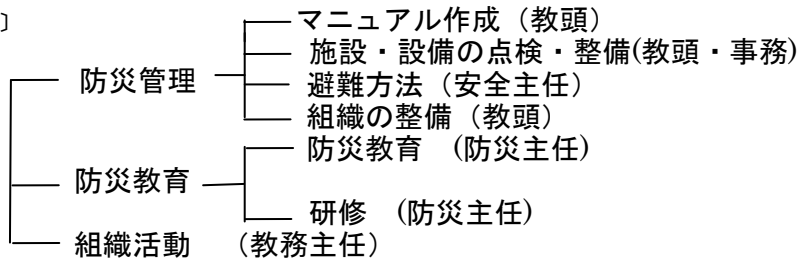 〕
マニュアル作成（教頭）
施設・設備の点検・整備(教頭・事務)
防災管理
避難方法（安全主任）
組織の整備（教頭）
防災教育　(防災主任)
防災教育
研修　(防災主任)
組織活動　（教務主任）